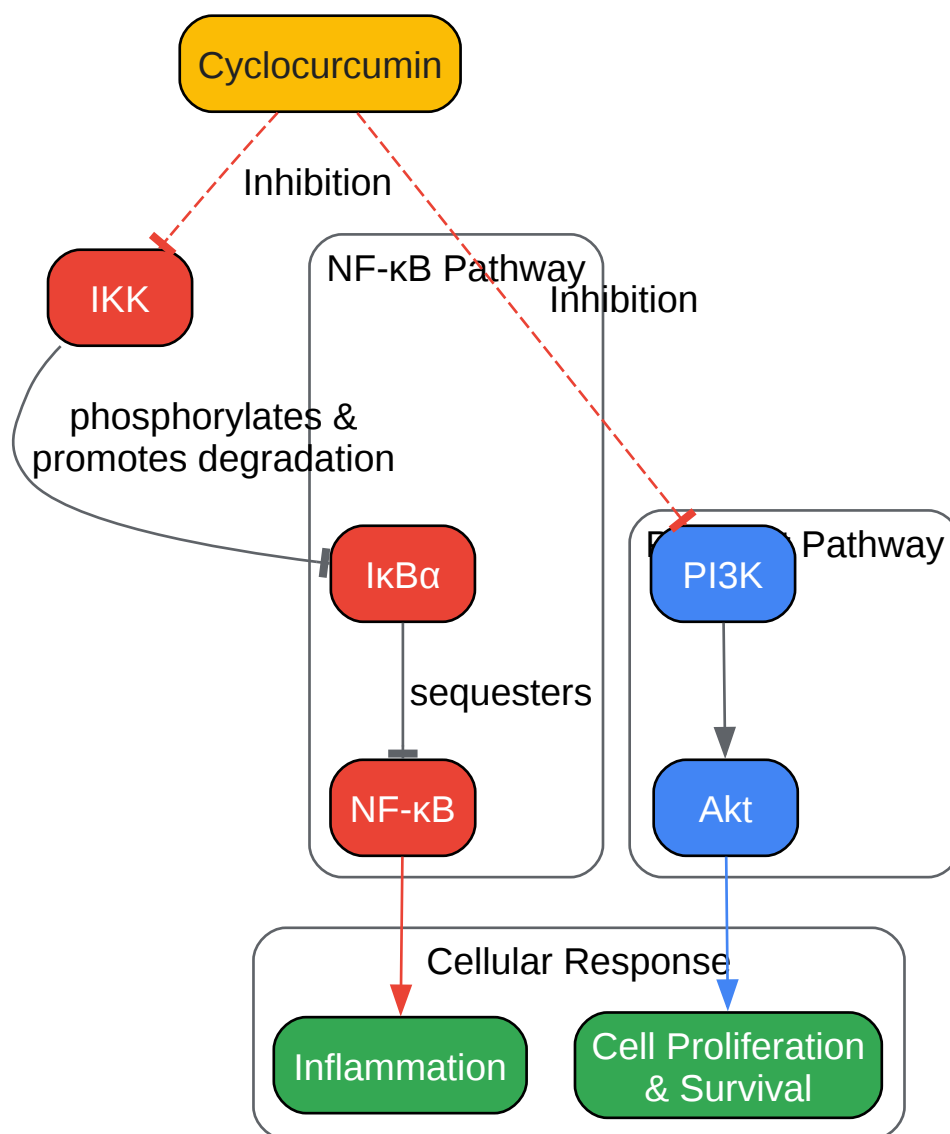 Cyclocurcumin
Inhibition
IKK
NF-κB Pathway
Inhibition
phosphorylates &
promotes degradation
IκBα
Pathway
PI3K
sequesters
NF-κB
Akt
Cellular Response
Inflammation
Cell Proliferation
& Survival